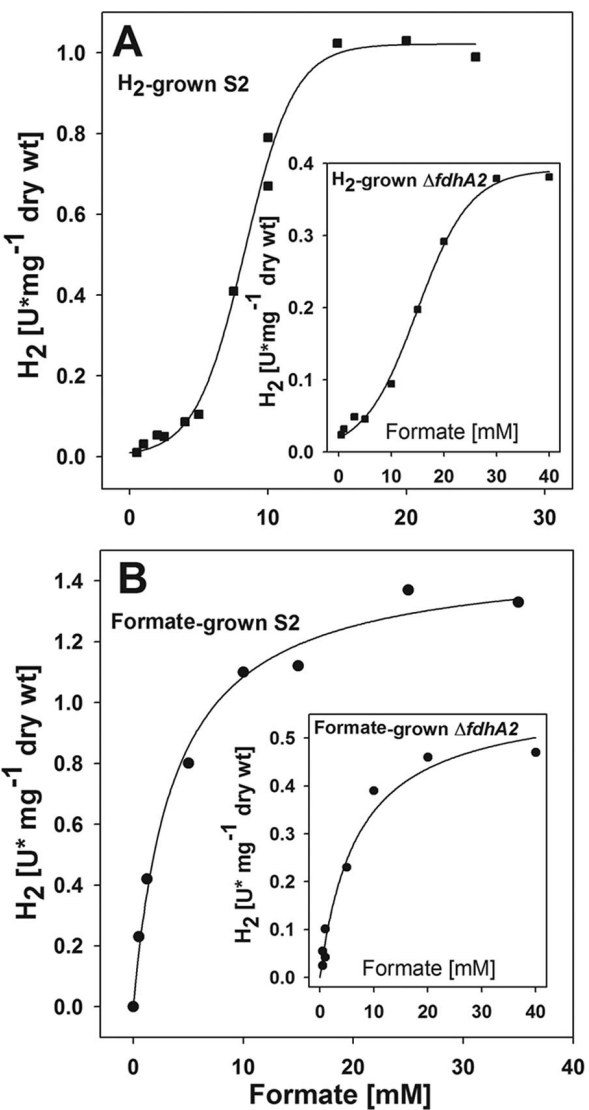 A
H2-grown S2
H2 [U*mg-1 dry wt]
1.0
0.8
0.6
0.4
0.2
0.0
0 10 20 30
H2-grown ΔfdhA2
H2 [U*mg-1 dry wt]
0.4
0.3
0.2
0.1
0.0
Formate [mM]
0 10 20 30 40
B
Formate-grown S2
H2 [U* mg-1 dry wt]
1.4
1.2
1.0
0.8
0.6
0.4
0.2
0.0
Formate-grown ΔfdhA2
H2 [U* mg-1 dry wt]
0.5
0.4
0.3
0.2
0.1
0.0
Formate [mM]
0 10 20 30 40
0 10 20 30 40
Formate [mM]